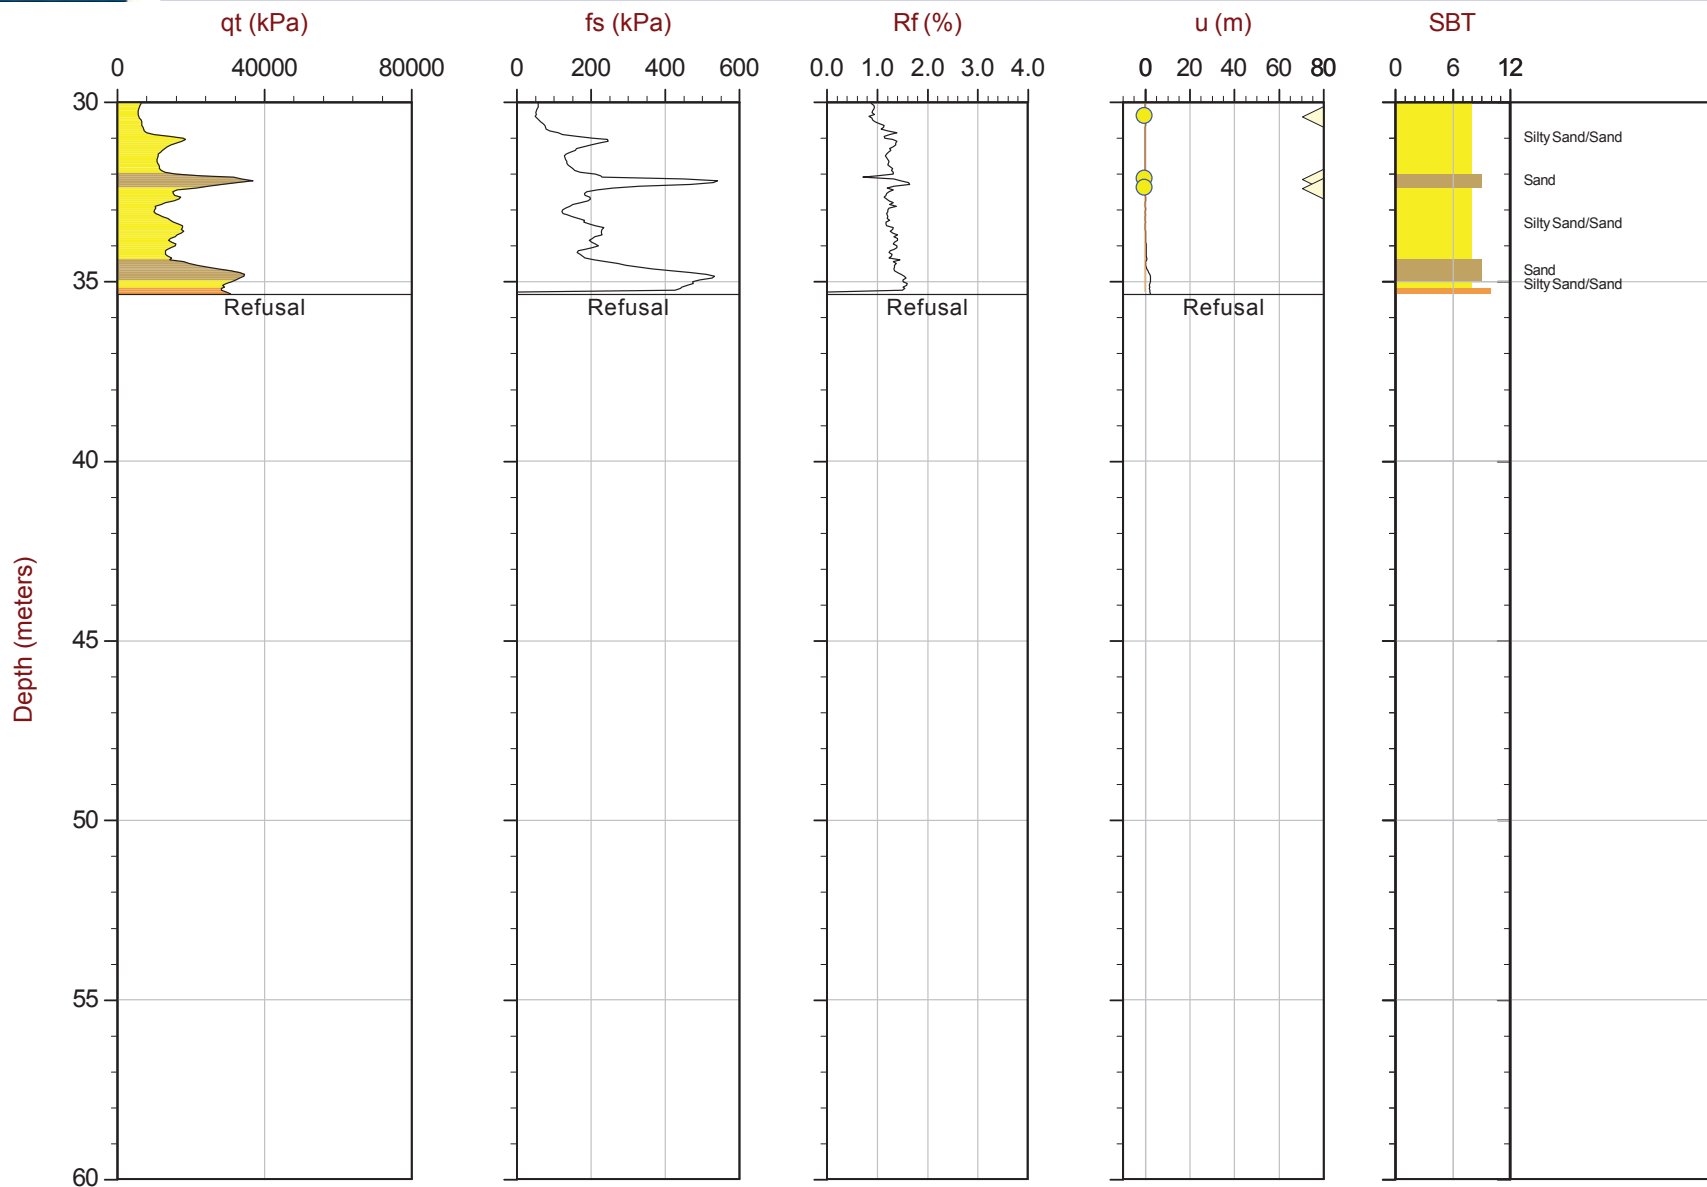 qt (kPa) fs (kPa) Rf (%) u (m) SBT
0 40000 80000 0 200 400 600 0.0 1.0 2.0 3.0 4.0 0 20 40 60 80 0 6 12
30
Silty Sand/Sand
Sand
Silty Sand/Sand
Sand
35
Silty Sand/Sand
Refusal Refusal Refusal Refusal
40
45
Depth (meters)
50
55
60